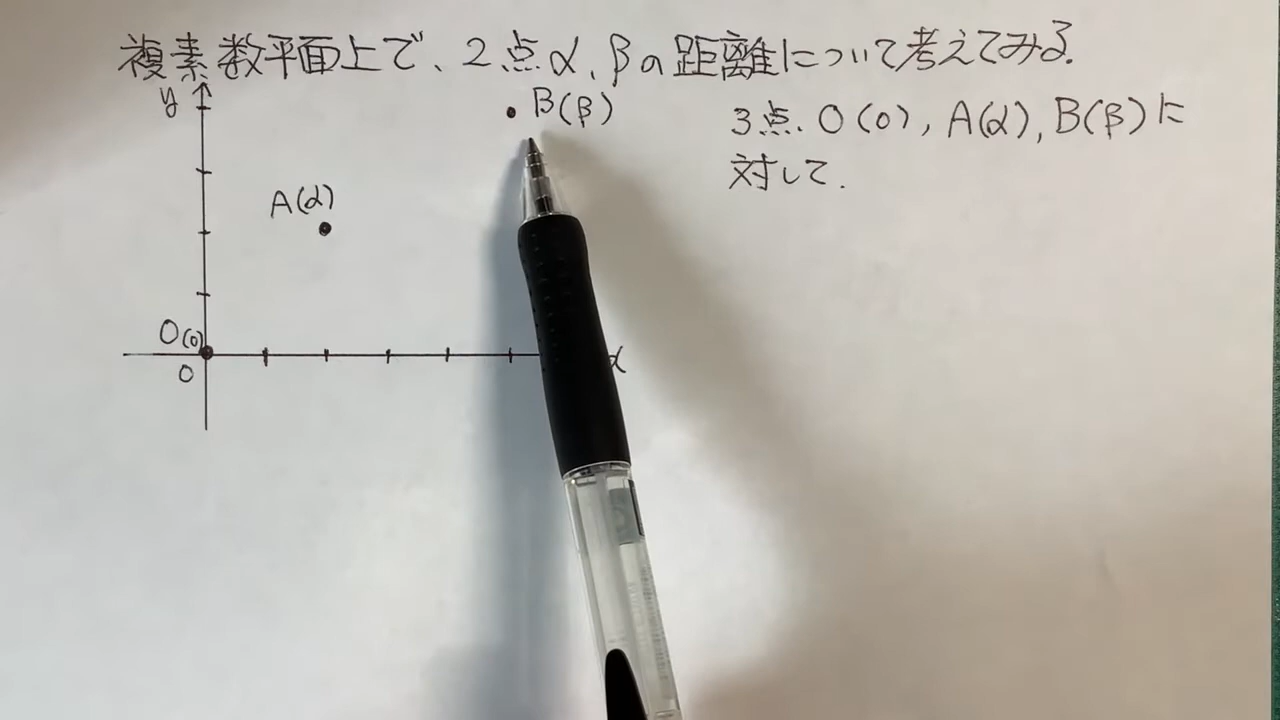 複素数平面上で、2点α、βの距離について考えてみる.
y
B(β)
3点. O(0), A(α), B(β)に
対して.
A(α)
O(0)
0
x